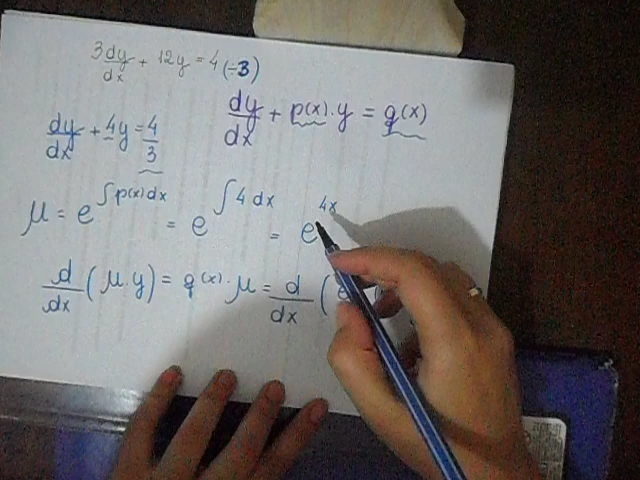 3 dy/dx + 12y = 4 (÷3)
dy/dx + p(x)·y = q(x)
dy/dx + 4y = 4/3
μ = e^∫p(x)dx = e^∫4 dx = e^4x
d/dx (μ·y) = q(x)·μ = d/dx (e